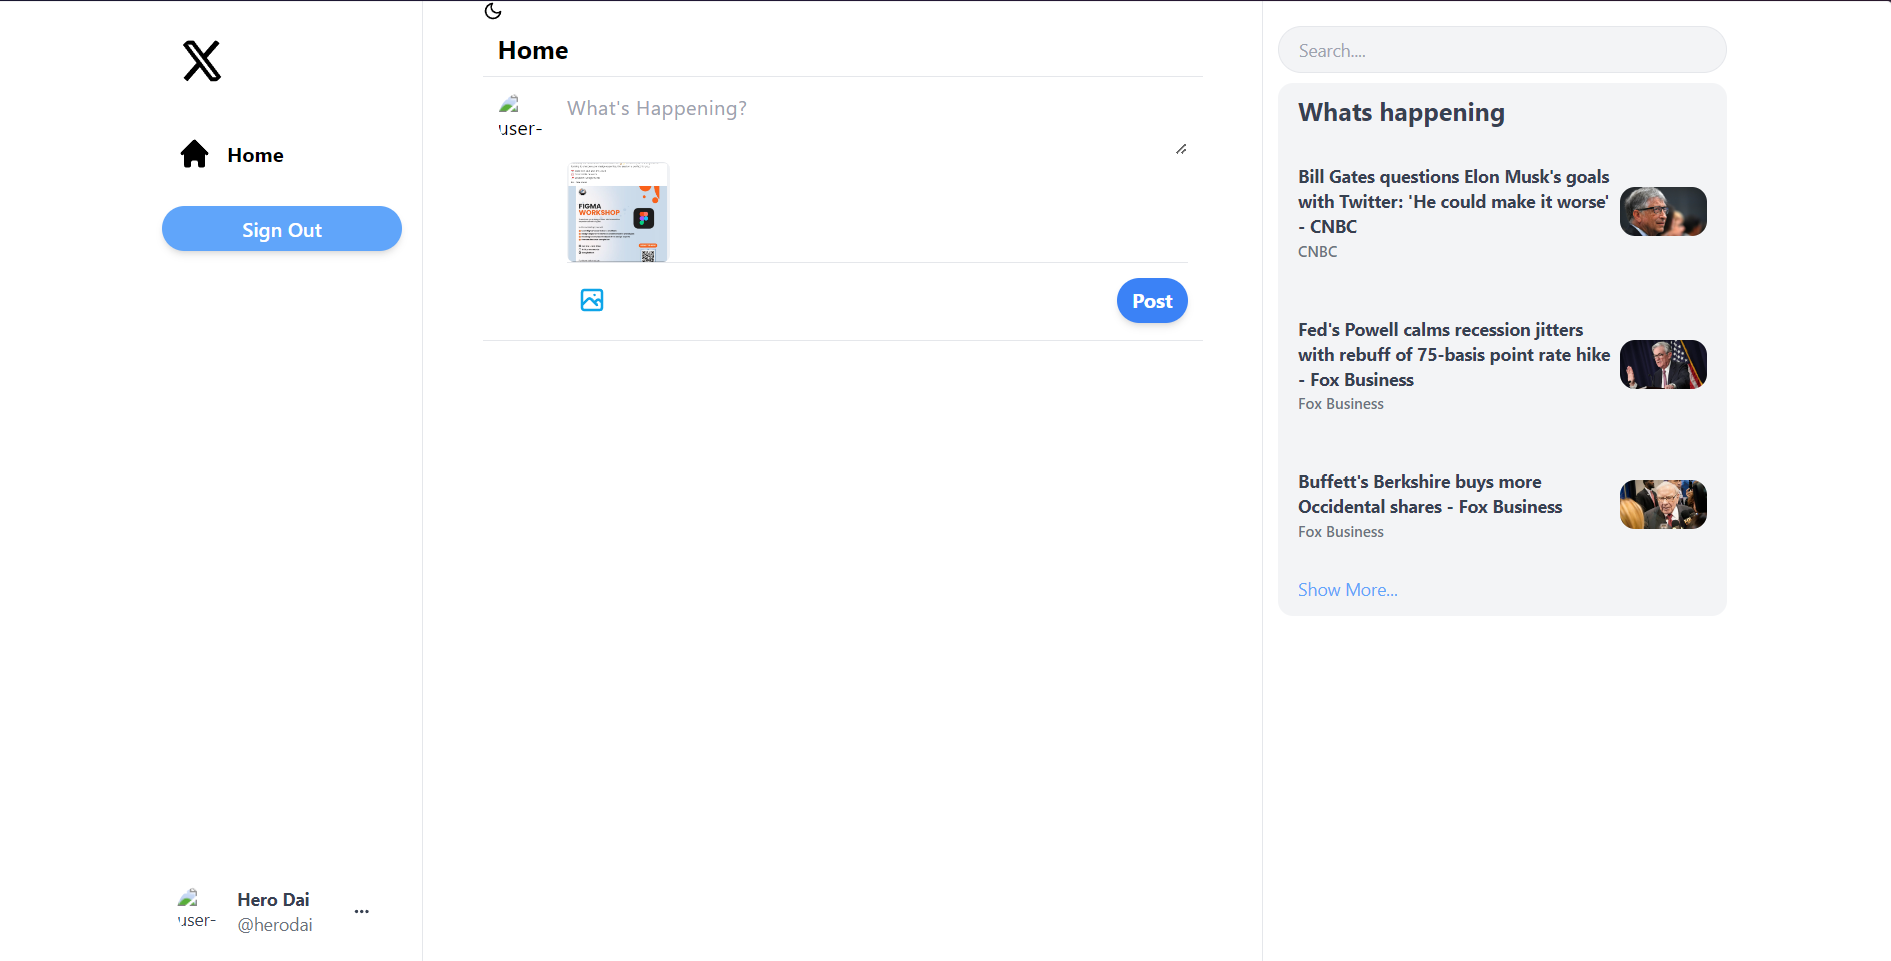 Home
Sign Out
Hero Dai
@herodai
user-
...
Home
What's Happening?
user-
FIGMA
WORKSHOP
Post
Search....
Whats happening
Bill Gates questions Elon Musk's goals
with Twitter: 'He could make it worse'
- CNBC
CNBC
Fed's Powell calms recession jitters
with rebuff of 75-basis point rate hike
- Fox Business
Fox Business
Buffett's Berkshire buys more
Occidental shares - Fox Business
Fox Business
Show More...